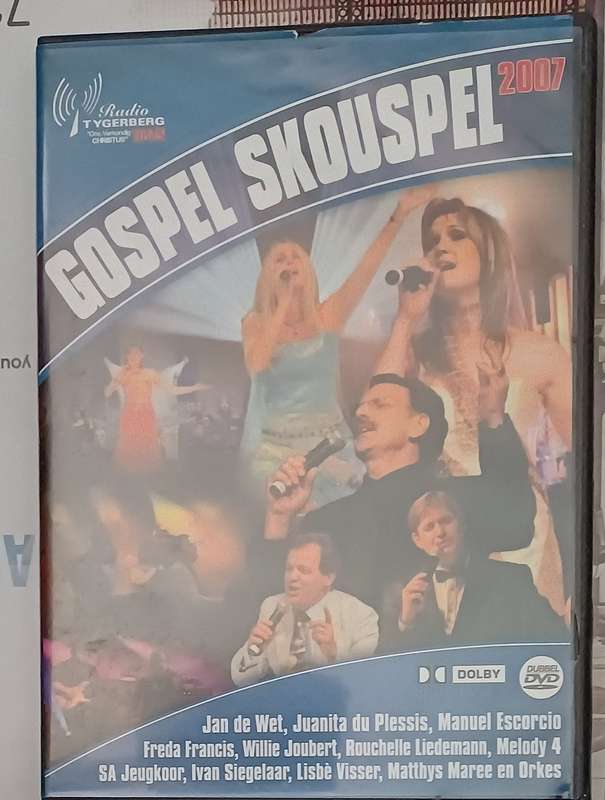 Radio
TYGERBERG
"Ons Verkondig
CHRISTUS"
GOSPEL SKOUSPEL 2007
DOLBY
DUBBEL
DVD
Jan de Wet, Juanita du Plessis, Manuel Escorcio
Freda Francis, Willie Joubert, Rouchelle Liedemann, Melody 4
SA Jeugkoor, Ivan Siegelaar, Lisbè Visser, Matthys Maree en Orkes
you
A